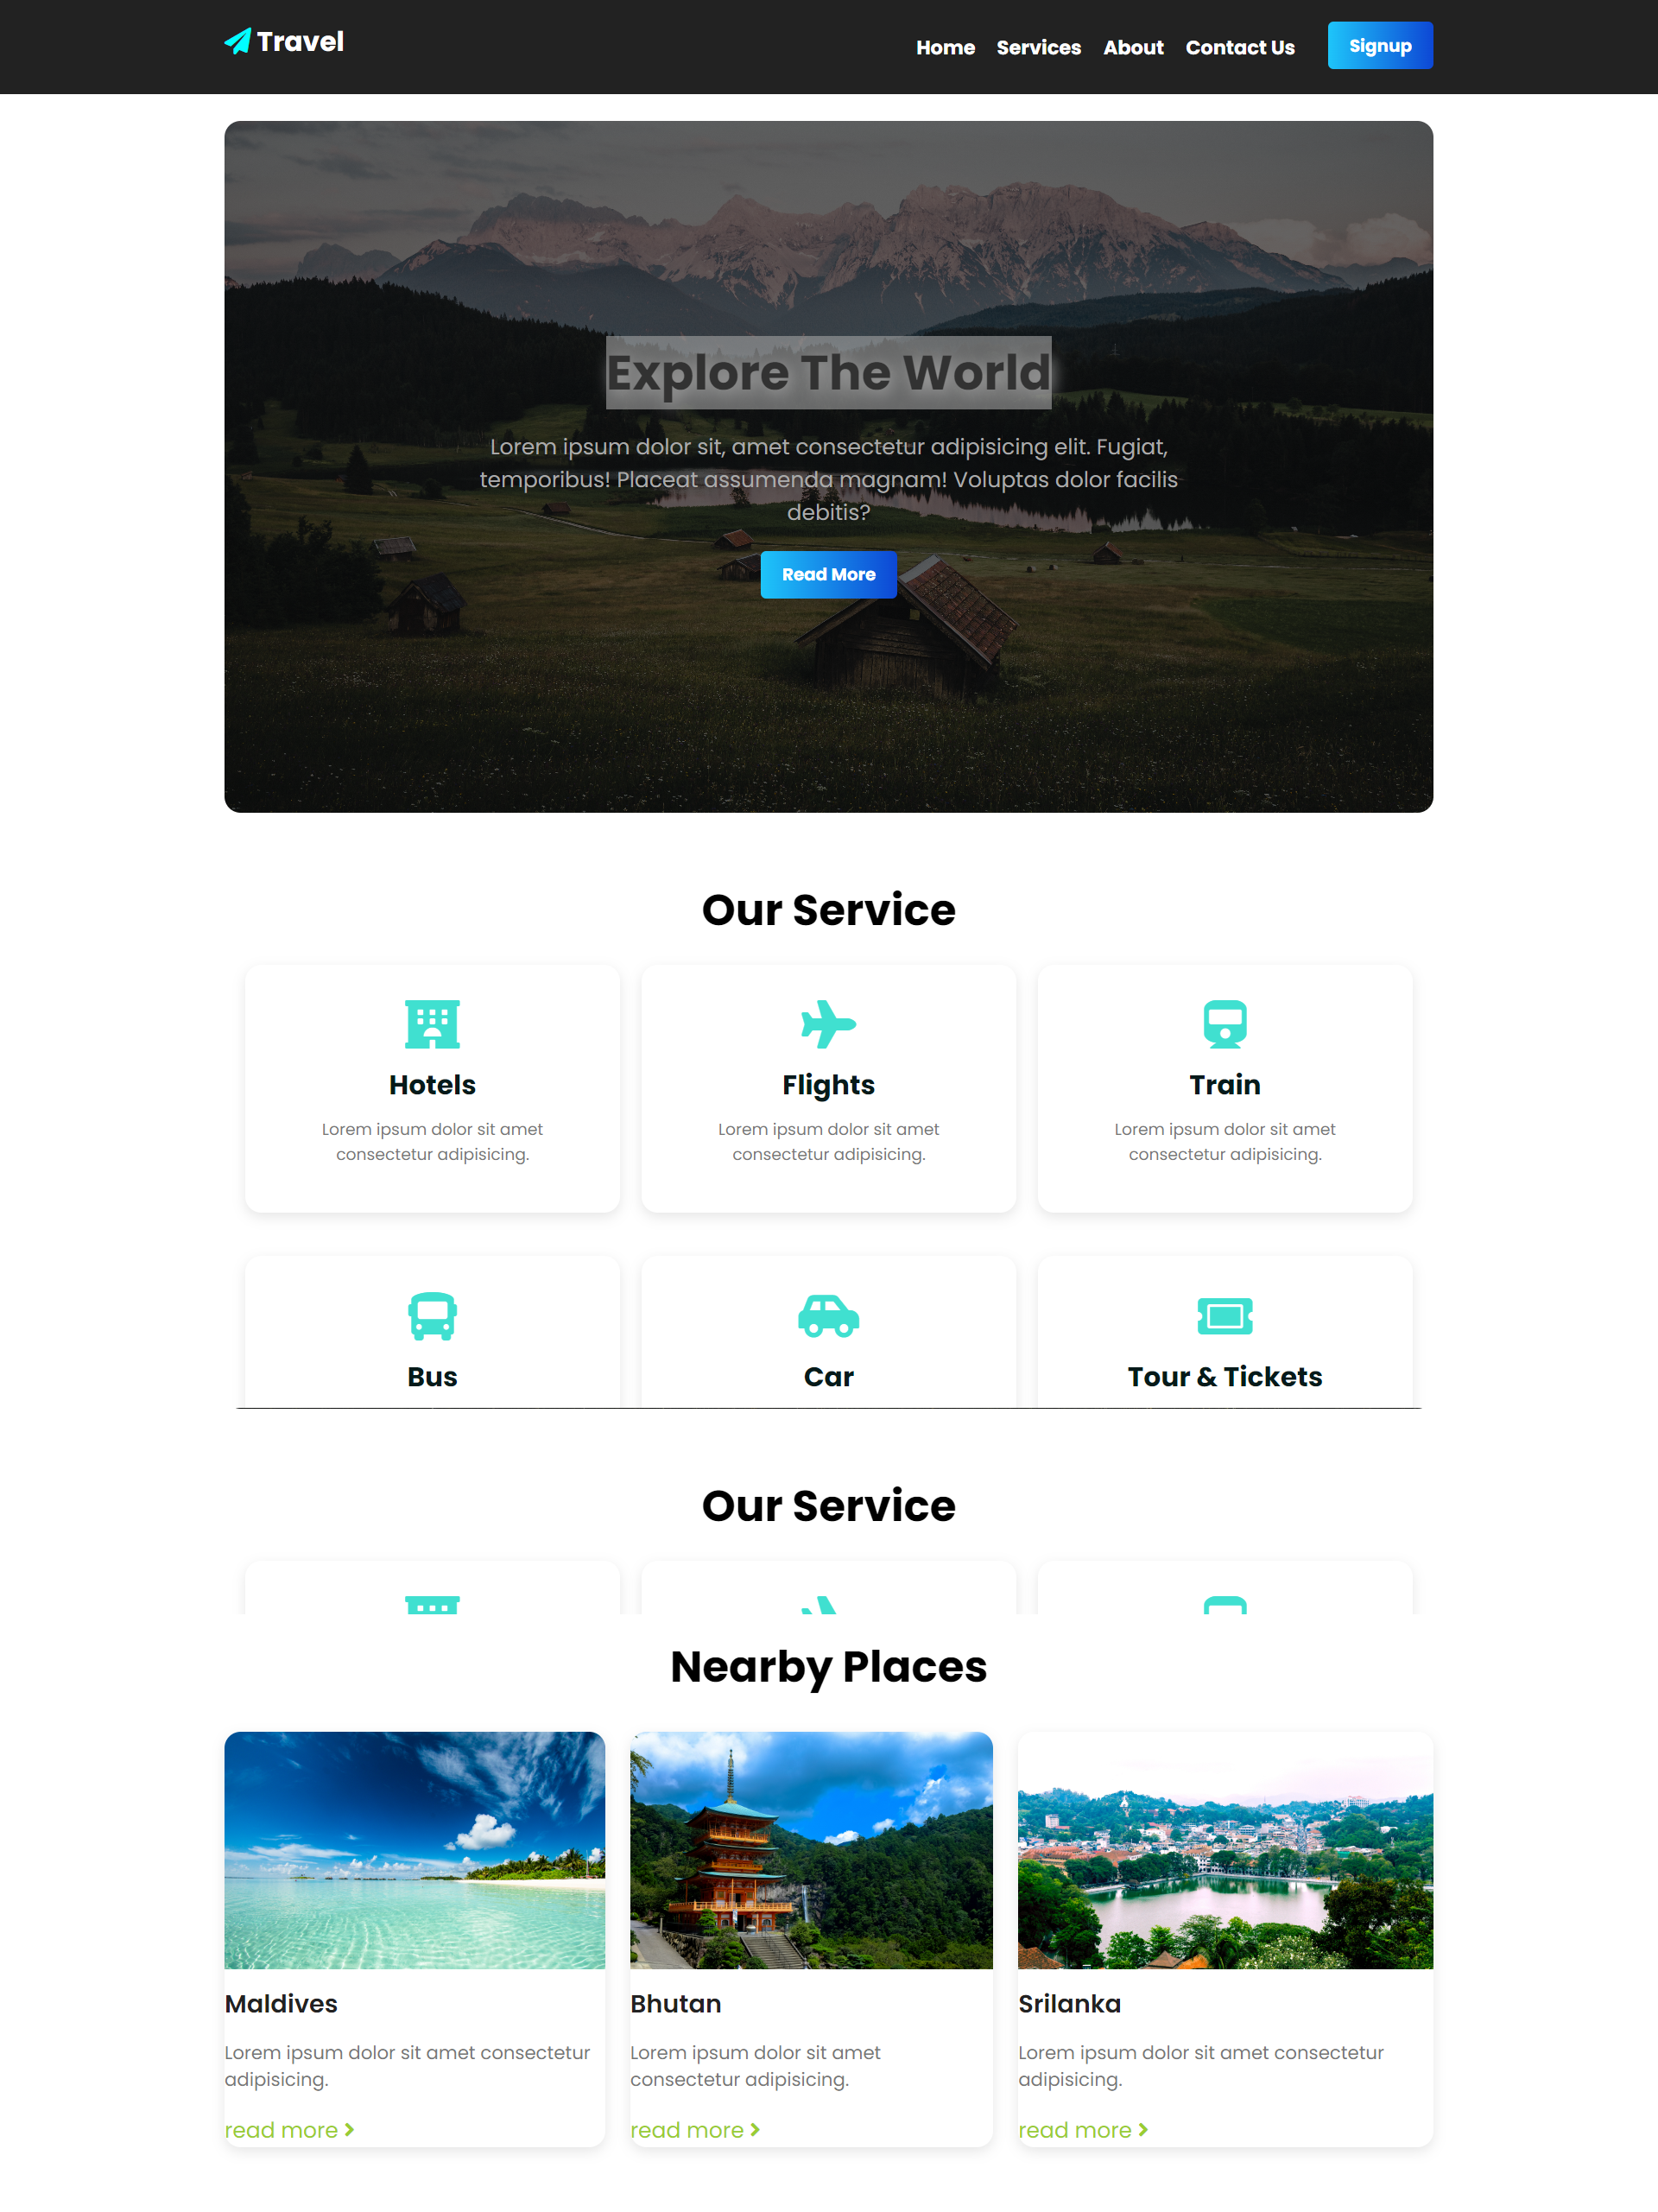 Travel
Home Services About Contact Us Signup
Explore The World
Lorem ipsum dolor sit, amet consectetur adipisicing elit. Fugiat,
temporibus! Placeat assumenda magnam! Voluptas dolor facilis
debitis?
Read More
Our Service
Hotels
Lorem ipsum dolor sit amet
consectetur adipisicing.
Flights
Lorem ipsum dolor sit amet
consectetur adipisicing.
Train
Lorem ipsum dolor sit amet
consectetur adipisicing.
Bus
Car
Tour & Tickets
Our Service
Nearby Places
Maldives
Lorem ipsum dolor sit amet consectetur
adipisicing.
read more
Bhutan
Lorem ipsum dolor sit amet
consectetur adipisicing.
read more
Srilanka
Lorem ipsum dolor sit amet consectetur
adipisicing.
read more